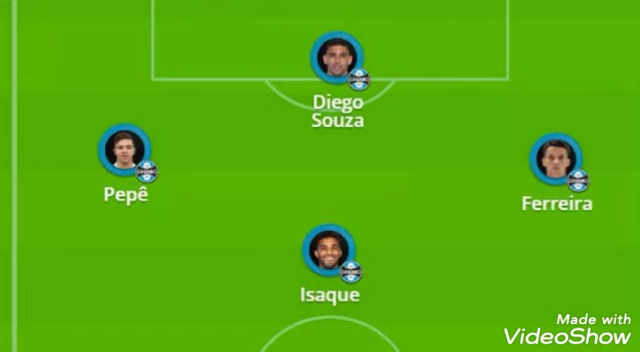 Diego
Souza
Pepê
Ferreira
Isaque
Made with
VideoShow